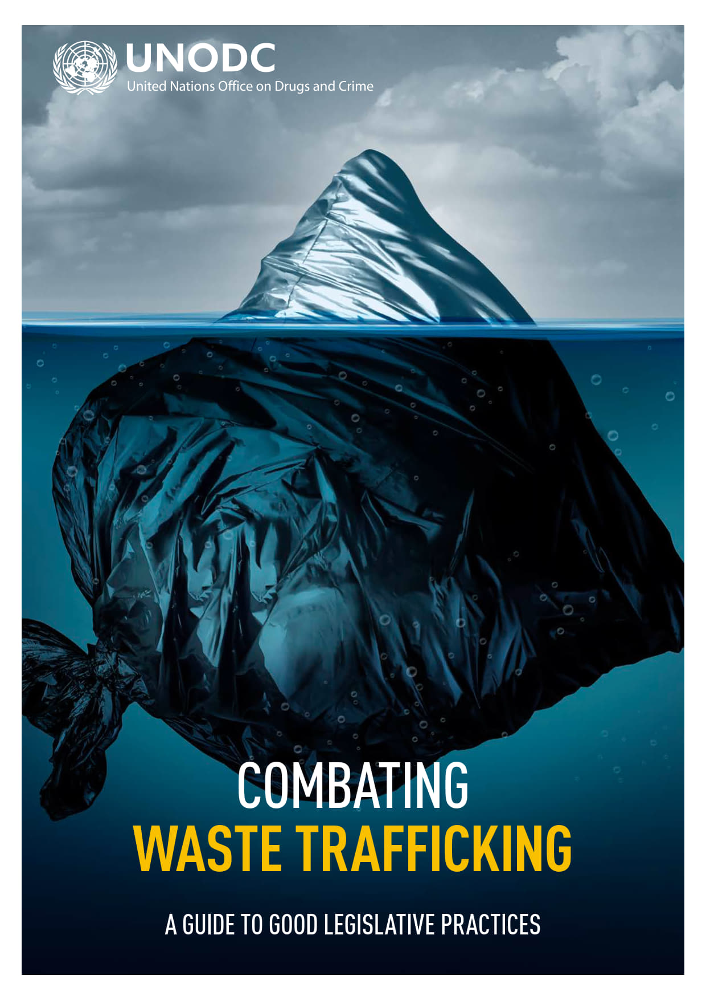 UNODC
United Nations Office on Drugs and Crime
COMBATING
WASTE TRAFFICKING
A GUIDE TO GOOD LEGISLATIVE PRACTICES